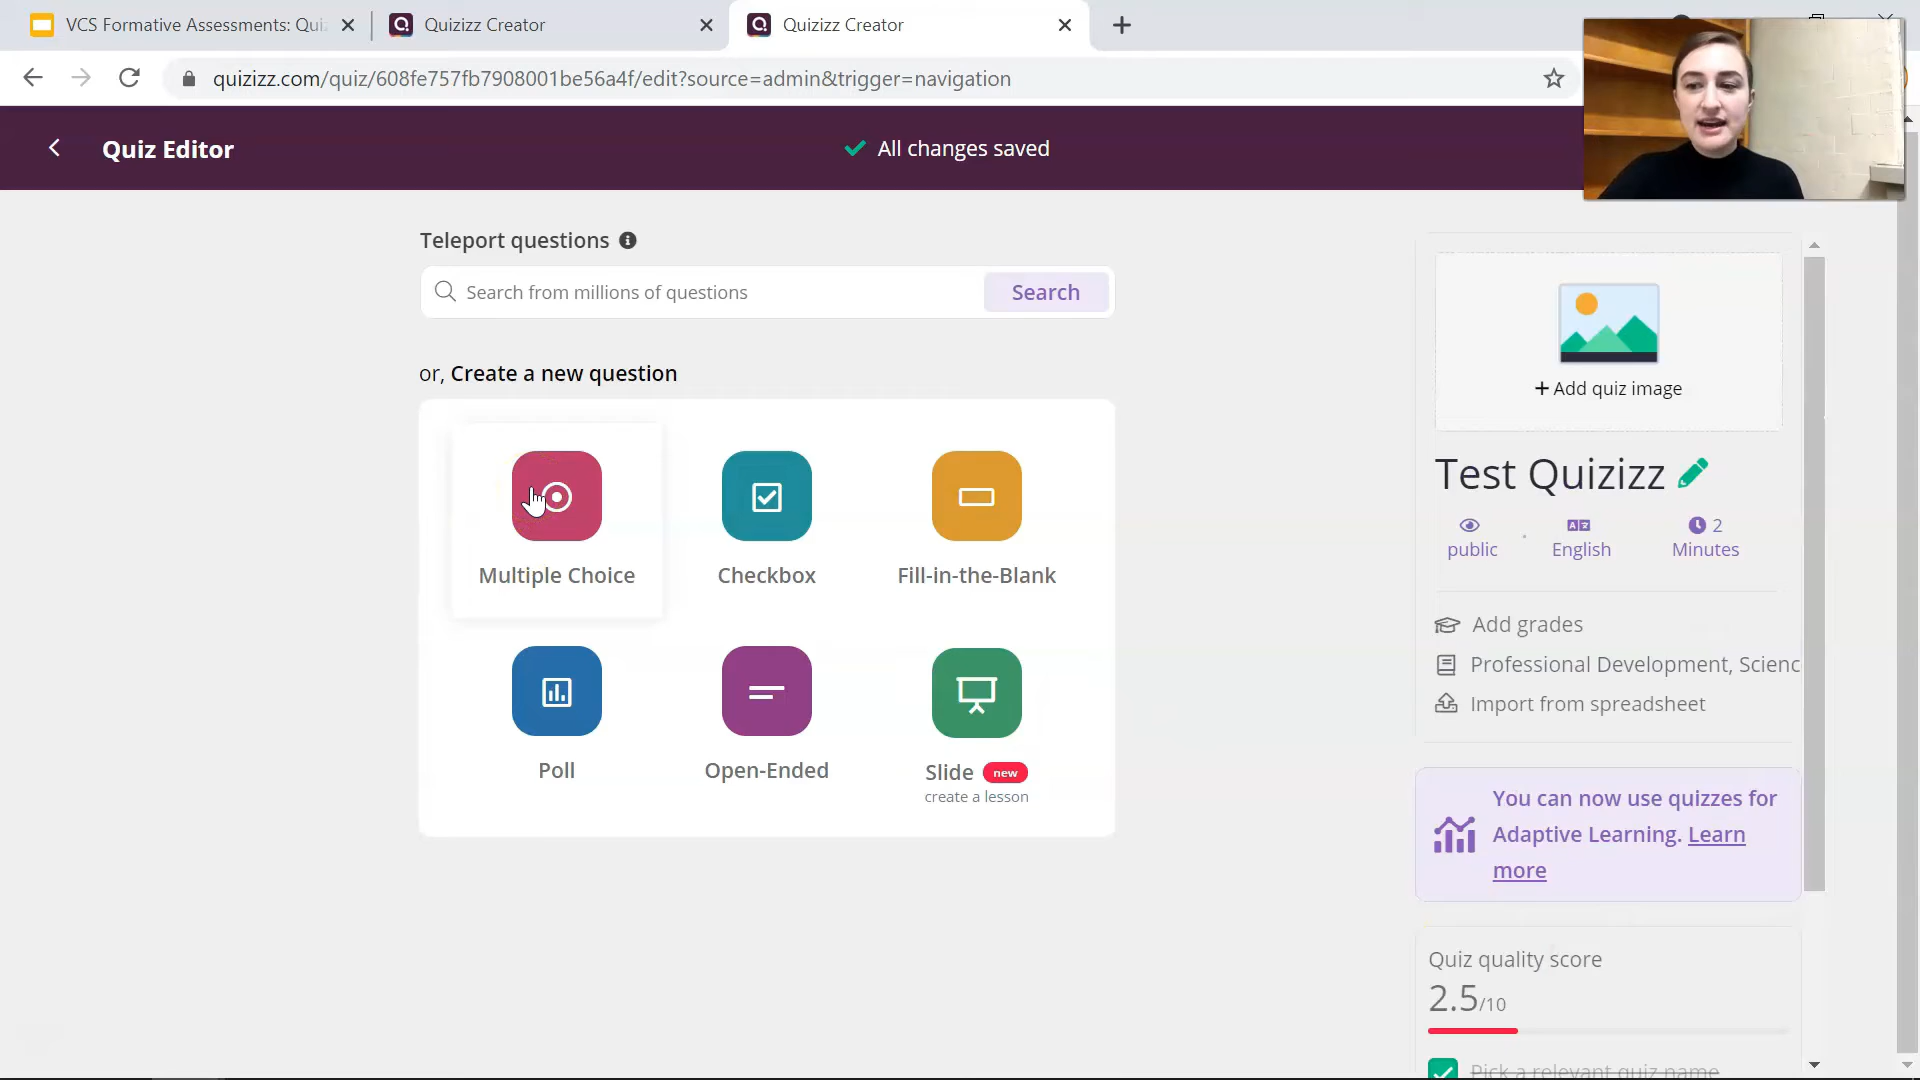 VCS Formative Assessments: Qui
Quizizz Creator
Quizizz Creator
quizizz.com/quiz/608fe757fb7908001be56a4f/edit?source=admin&trigger=navigation
Quiz Editor
All changes saved
Teleport questions
Search from millions of questions
Search
or, Create a new question
Multiple Choice
Checkbox
Fill-in-the-Blank
Poll
Open-Ended
Slide new
create a lesson
+ Add quiz image
Test Quizizz
public
English
2
Minutes
Add grades
Professional Development, Scienc
Import from spreadsheet
You can now use quizzes for
Adaptive Learning. Learn
more
Quiz quality score
2.5/10
Pick a relevant quiz name